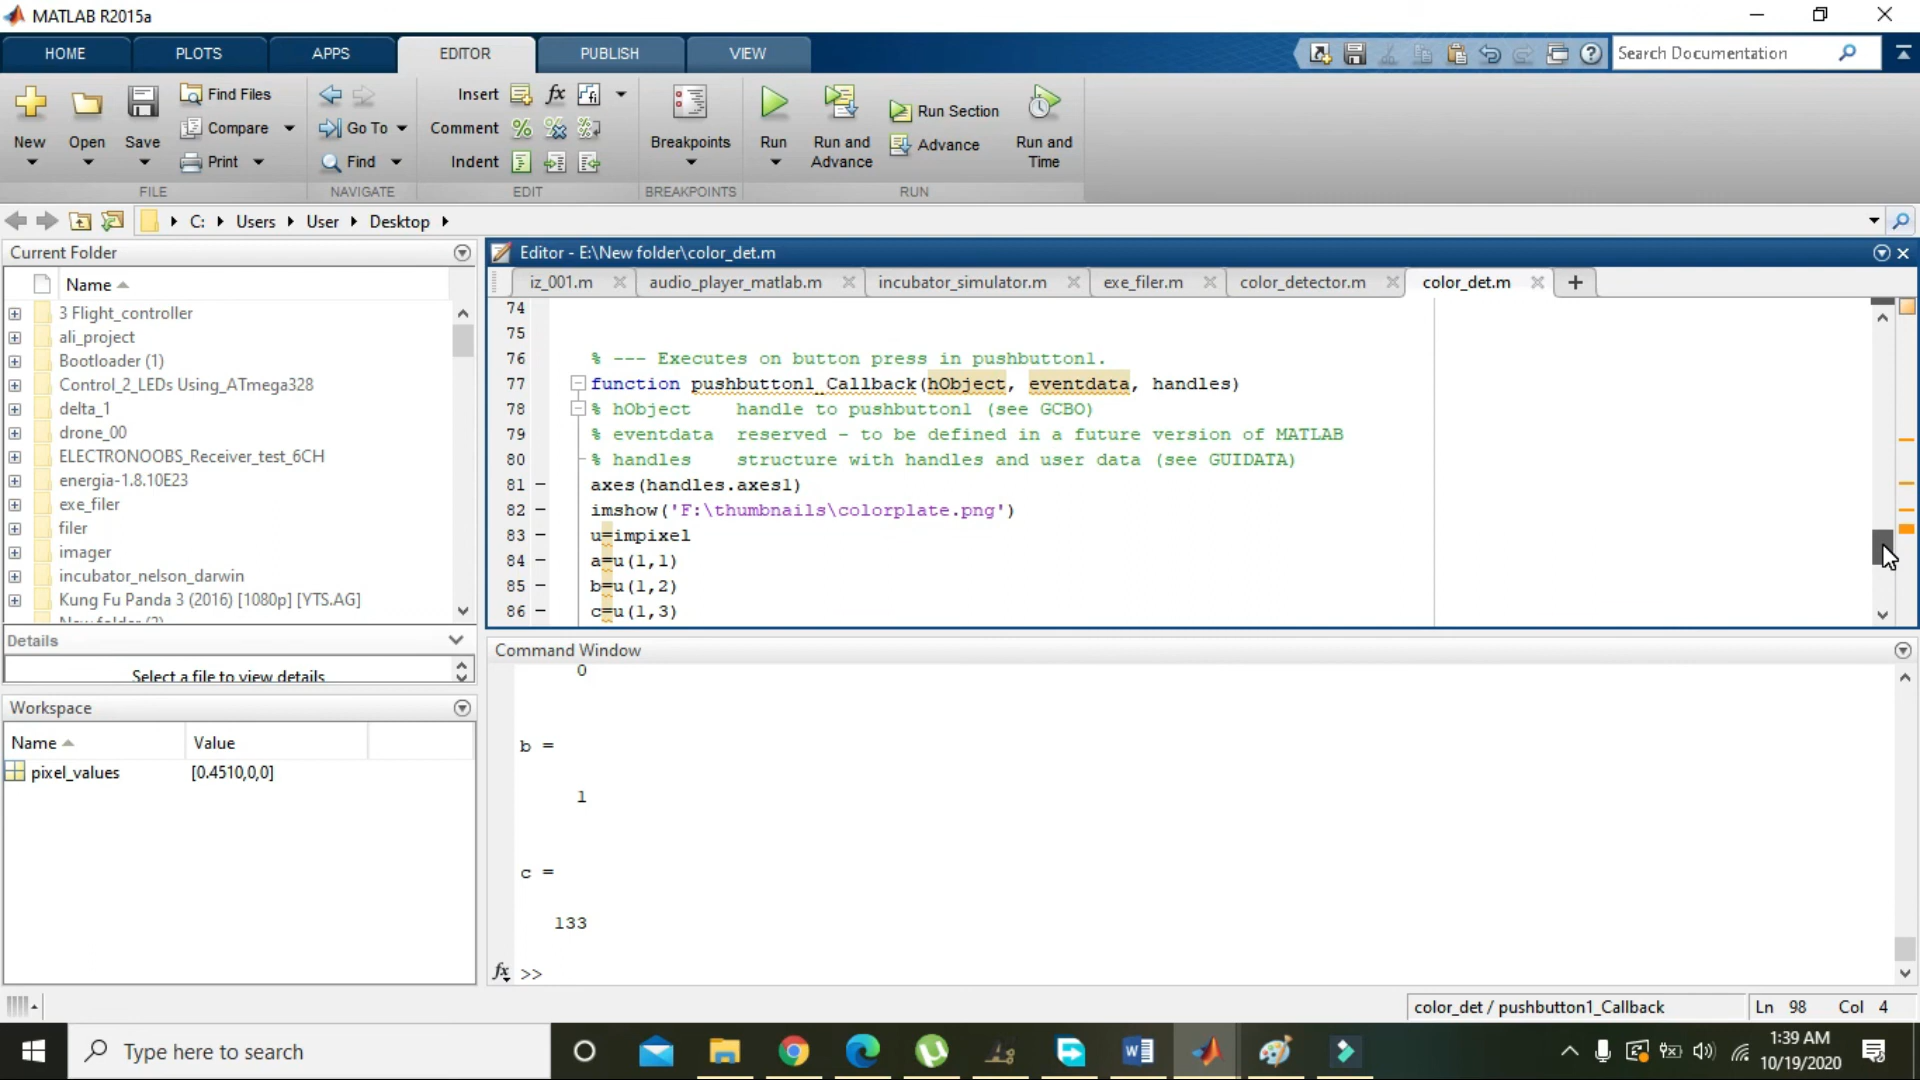 MATLAB R2015a
HOME PLOTS APPS EDITOR PUBLISH VIEW
Search Documentation
New Open Save
Find Files
Compare
Print
Go To
Find
Insert fx fi
Comment
Indent
Breakpoints
Run
Run and Advance
Run Section
Advance
Run and Time
FILE NAVIGATE EDIT BREAKPOINTS RUN
C: Users User Desktop
Current Folder
Name
3 Flight_controller
ali_project
Bootloader (1)
Control_2_LEDs Using_ATmega328
delta_1
drone_00
ELECTRONOOBS_Receiver_test_6CH
energia-1.8.10E23
exe_filer
filer
imager
incubator_nelson_darwin
Kung Fu Panda 3 (2016) [1080p] [YTS.AG]
Details
Select a file to view details
Workspace
Name Value
pixel_values [0.4510,0,0]
Editor - E:\New folder\color_det.m
iz_001.m audio_player_matlab.m incubator_simulator.m exe_filer.m color_detector.m color_det.m
74
75
76 % --- Executes on button press in pushbutton1.
77 function pushbutton1_Callback(hObject, eventdata, handles)
78 % hObject handle to pushbutton1 (see GCBO)
79 % eventdata reserved - to be defined in a future version of MATLAB
80 % handles structure with handles and user data (see GUIDATA)
81 axes(handles.axes1)
82 imshow('F:\thumbnails\colorplate.png')
83 u=impixel
84 a=u(1,1)
85 b=u(1,2)
86 c=u(1,3)
Command Window
0
b =
1
c =
133
fx >>
color_det / pushbutton1_Callback Ln 98 Col 4
Type here to search
1:39 AM
10/19/2020